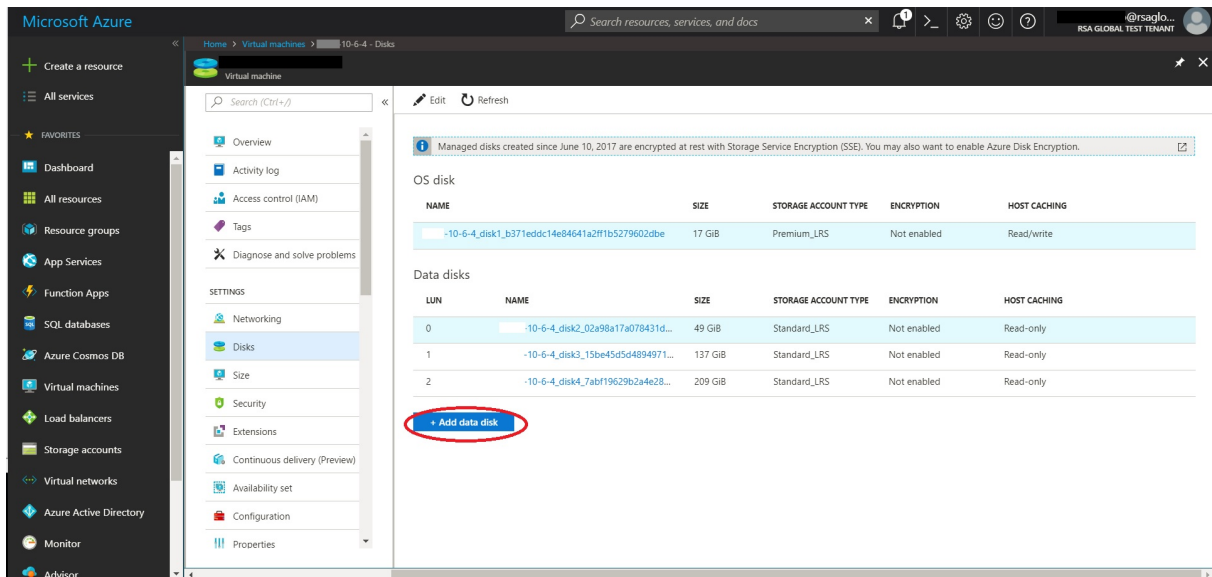 Microsoft Azure
Search resources, services, and docs
1
@rsaglo...
RSA GLOBAL TEST TENANT
Home > Virtual machines > 10-6-4 - Disks
Virtual machine
Create a resource
All services
FAVORITES
Dashboard
All resources
Resource groups
App Services
Function Apps
SQL databases
Azure Cosmos DB
Virtual machines
Load balancers
Storage accounts
Virtual networks
Azure Active Directory
Monitor
Advisor
Search (Ctrl+/)
Overview
Activity log
Access control (IAM)
Tags
Diagnose and solve problems
SETTINGS
Networking
Disks
Size
Security
Extensions
Continuous delivery (Preview)
Availability set
Configuration
Properties
Edit Refresh
Managed disks created since June 10, 2017 are encrypted at rest with Storage Service Encryption (SSE). You may also want to enable Azure Disk Encryption.
OS disk
NAME SIZE STORAGE ACCOUNT TYPE ENCRYPTION HOST CACHING
-10-6-4_disk1_b371eddc14e84641a2ff1b5279602dbe 17 GiB Premium_LRS Not enabled Read/write
Data disks
LUN NAME SIZE STORAGE ACCOUNT TYPE ENCRYPTION HOST CACHING
0 -10-6-4_disk2_02a98a17a078431d... 49 GiB Standard_LRS Not enabled Read-only
1 -10-6-4_disk3_15be45d5d4894971... 137 GiB Standard_LRS Not enabled Read-only
2 -10-6-4_disk4_7abf19629b2a4e28... 209 GiB Standard_LRS Not enabled Read-only
+ Add data disk